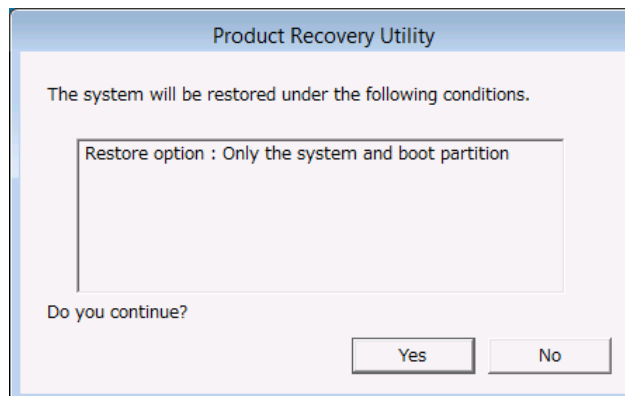 Product Recovery Utility
The system will be restored under the following conditions.
Restore option : Only the system and boot partition
Do you continue?
Yes
No